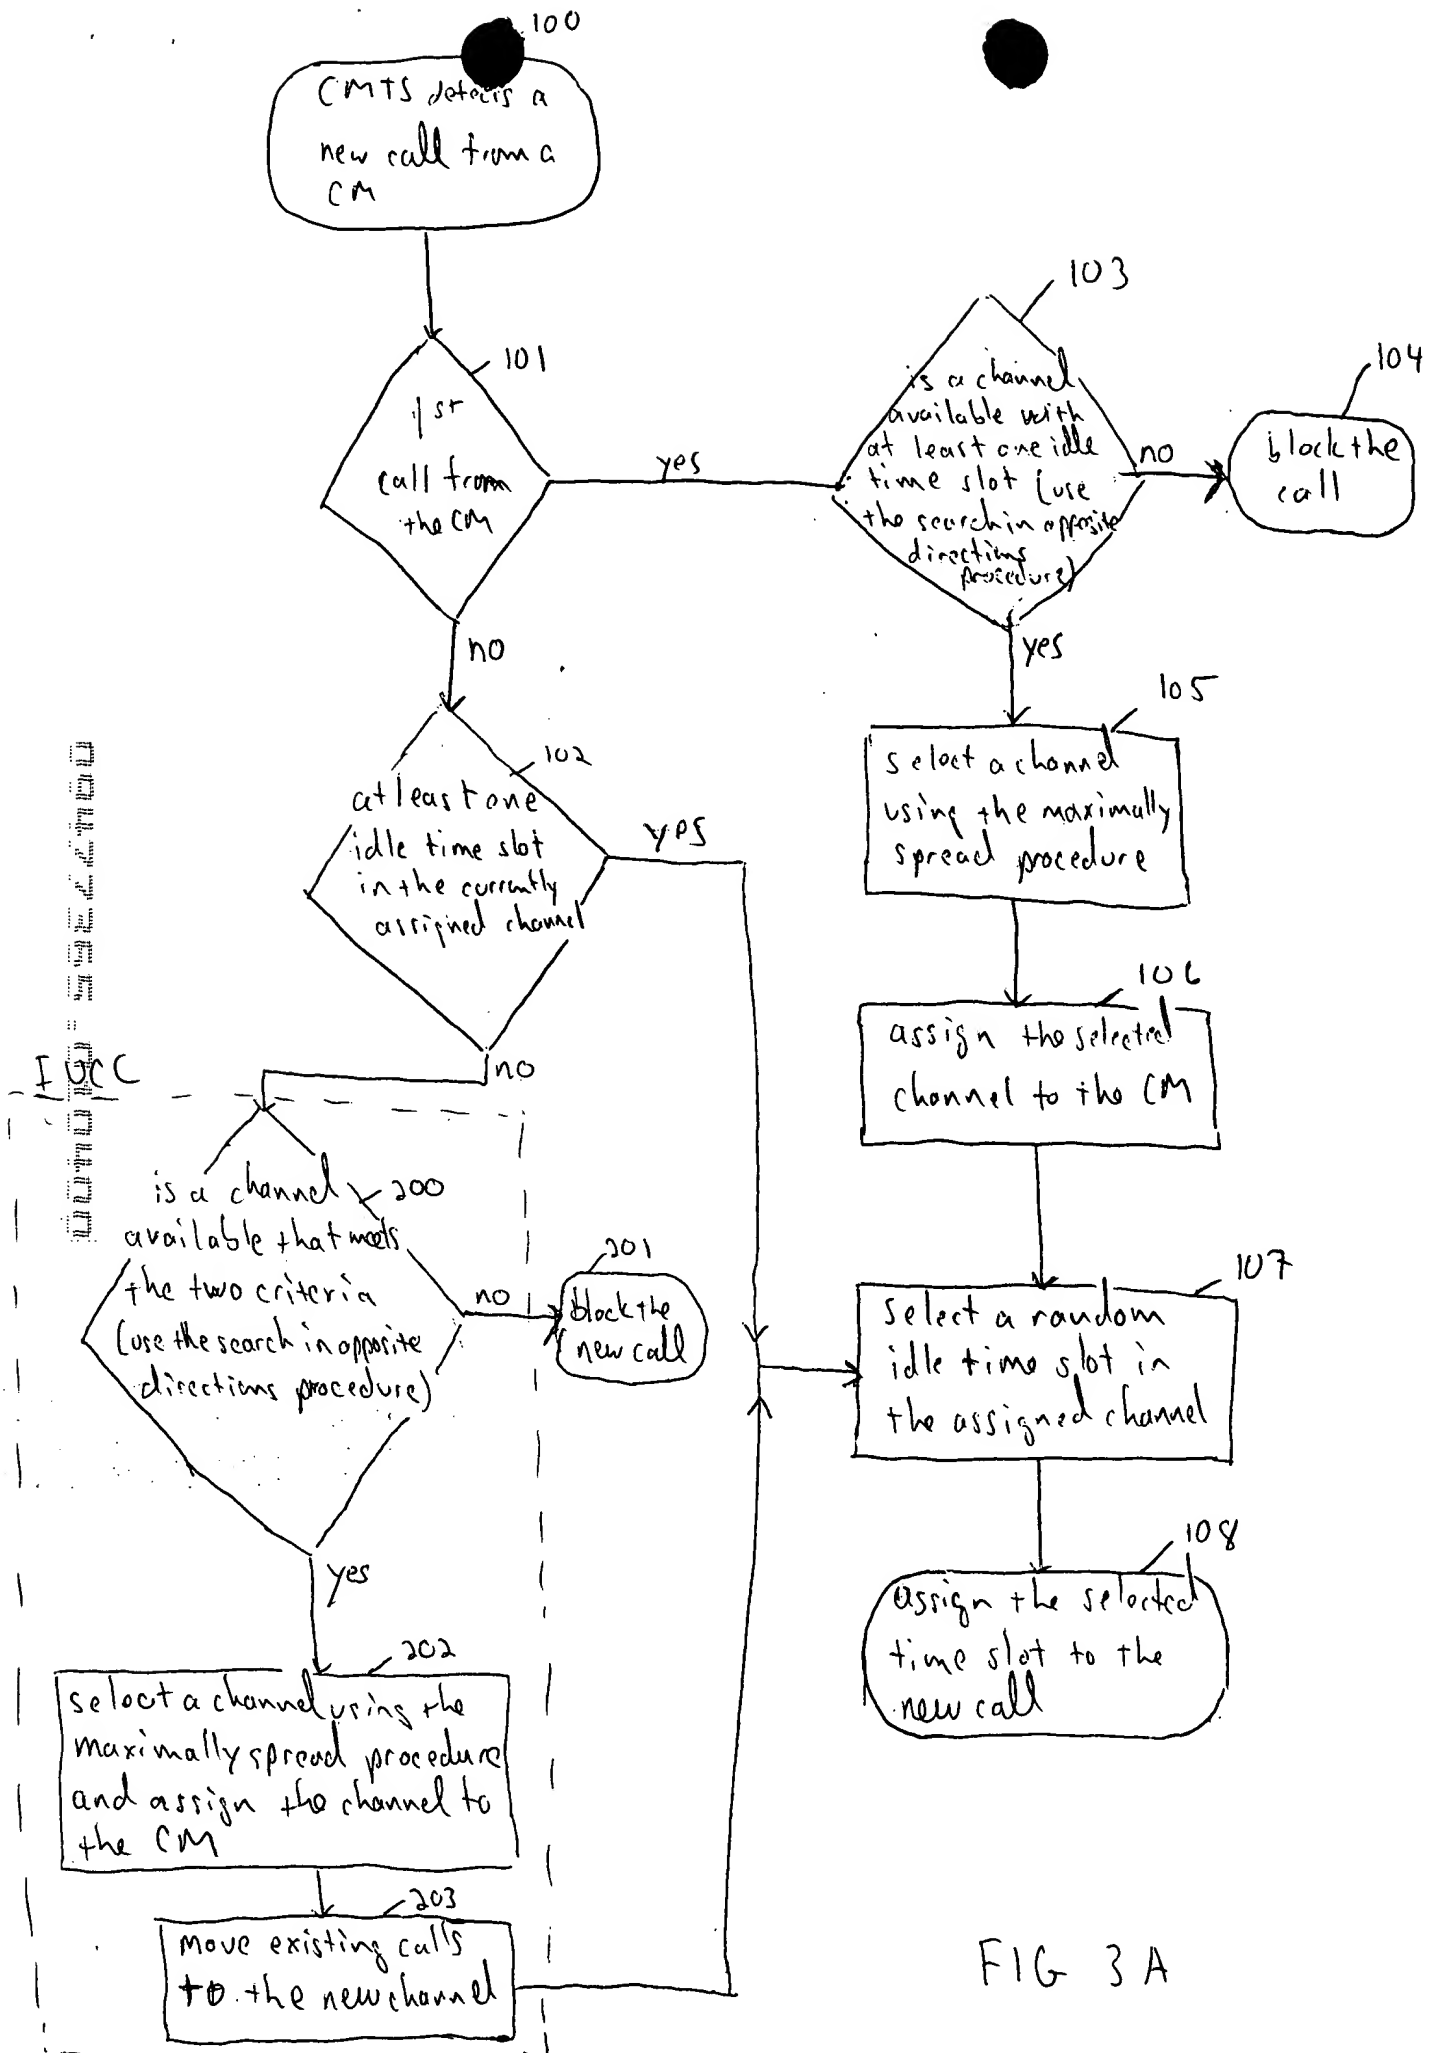 100
CMTS detects a
new call from a
CM
101
1st
call from
the CM
yes
no
103
is a channel
available with
at least one idle
time slot (use
the search in opposite
directions
procedure)
no
yes
104
block the
call
102
at least one
idle time slot
in the currently
assigned channel
yes
no
105
select a channel
using the maximally
spread procedure
106
assign the selected
channel to the CM
IUCC
200
is a channel
available that meets
the two criteria
(use the search in opposite
directions procedure)
no
yes
201
block the
new call
107
select a random
idle time slot in
the assigned channel
108
assign the selected
time slot to the
new call
202
select a channel using the
maximally spread procedure
and assign the channel to
the CM
203
move existing calls
to the new channel
FIG 3A